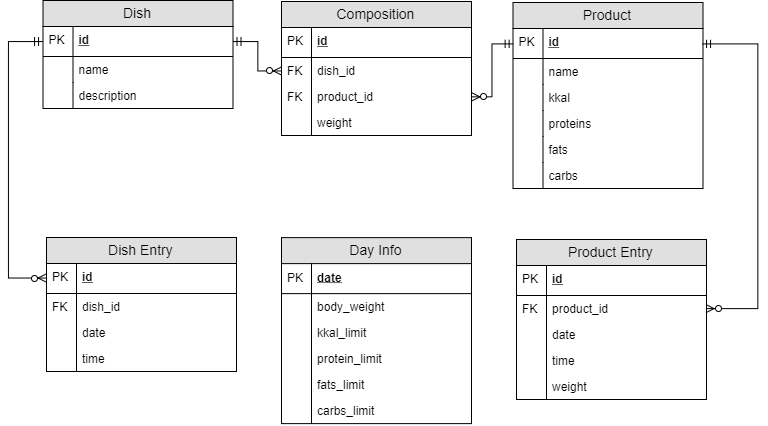 Dish
PK id
name
description
Composition
PK id
FK dish_id
FK product_id
weight
Product
PK id
name
kkal
proteins
fats
carbs
Dish Entry
PK id
FK dish_id
date
time
Day Info
PK date
body_weight
kkal_limit
protein_limit
fats_limit
carbs_limit
Product Entry
PK id
FK product_id
date
time
weight